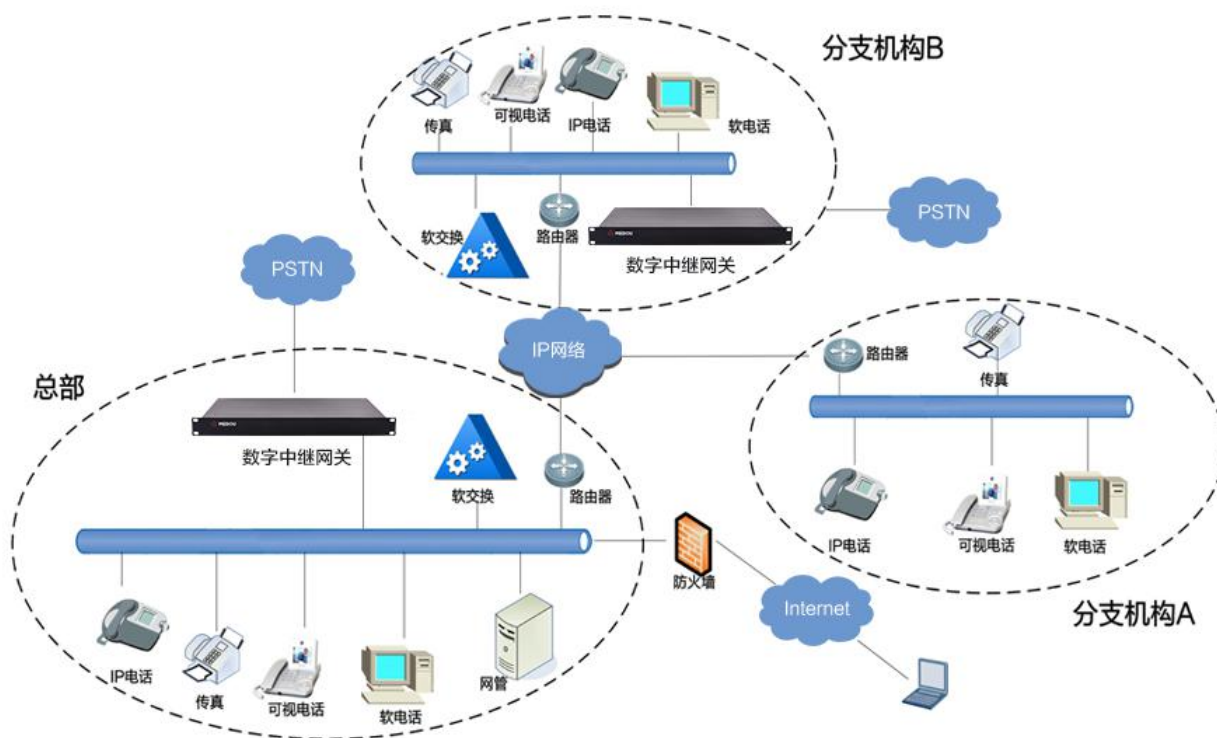 分支机构B
传真
可视电话
IP电话
软电话
软交换
路由器
数字中继网关
PSTN
PSTN
IP网络
总部
数字中继网关
软交换
路由器
路由器
传真
IP电话
可视电话
软电话
分支机构A
防火墙
Internet
IP电话
传真
可视电话
软电话
网管